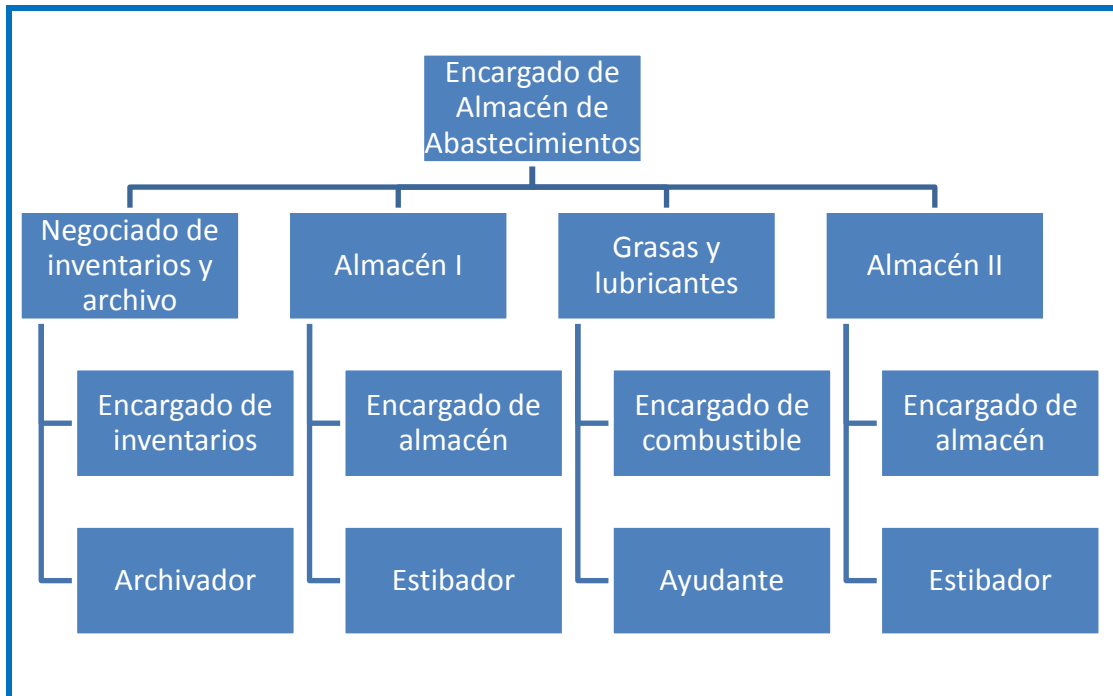 Encargado de
Almacén de
Abastecimientos
Negociado de
inventarios y
archivo
Almacén I
Grasas y
lubricantes
Almacén II
Encargado de
inventarios
Encargado de
almacén
Encargado de
combustible
Encargado de
almacén
Archivador
Estibador
Ayudante
Estibador